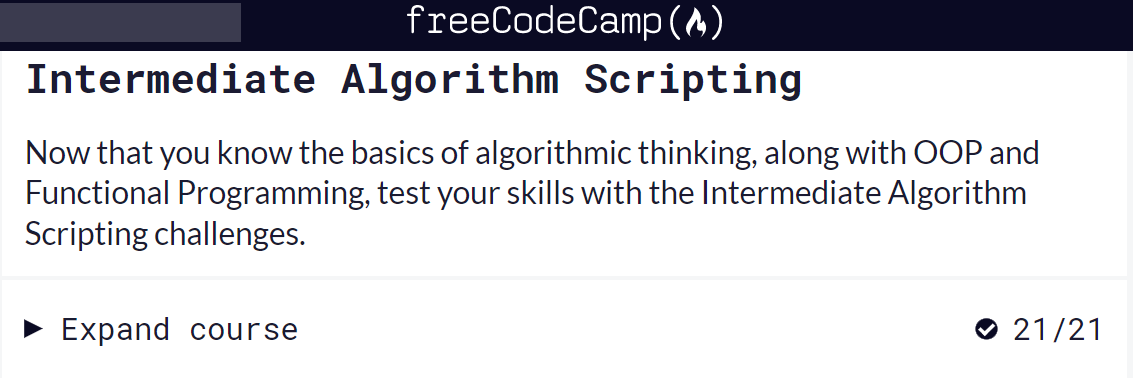 freeCodeCamp(🔥)
Intermediate Algorithm Scripting
Now that you know the basics of algorithmic thinking, along with OOP and
Functional Programming, test your skills with the Intermediate Algorithm
Scripting challenges.
Expand course 21/21